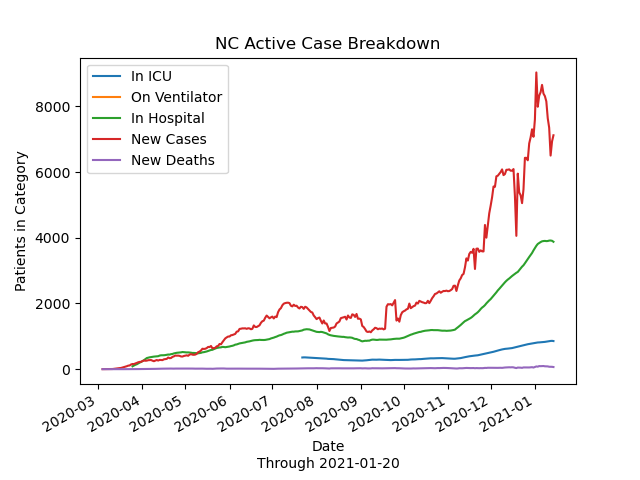 NC Active Case Breakdown
In ICU
On Ventilator
In Hospital
New Cases
New Deaths
Patients in Category
8000
6000
4000
2000
0
2020-03
2020-04
2020-05
2020-06
2020-07
2020-08
2020-09
2020-10
2020-11
2020-12
2021-01
Date
Through 2021-01-20